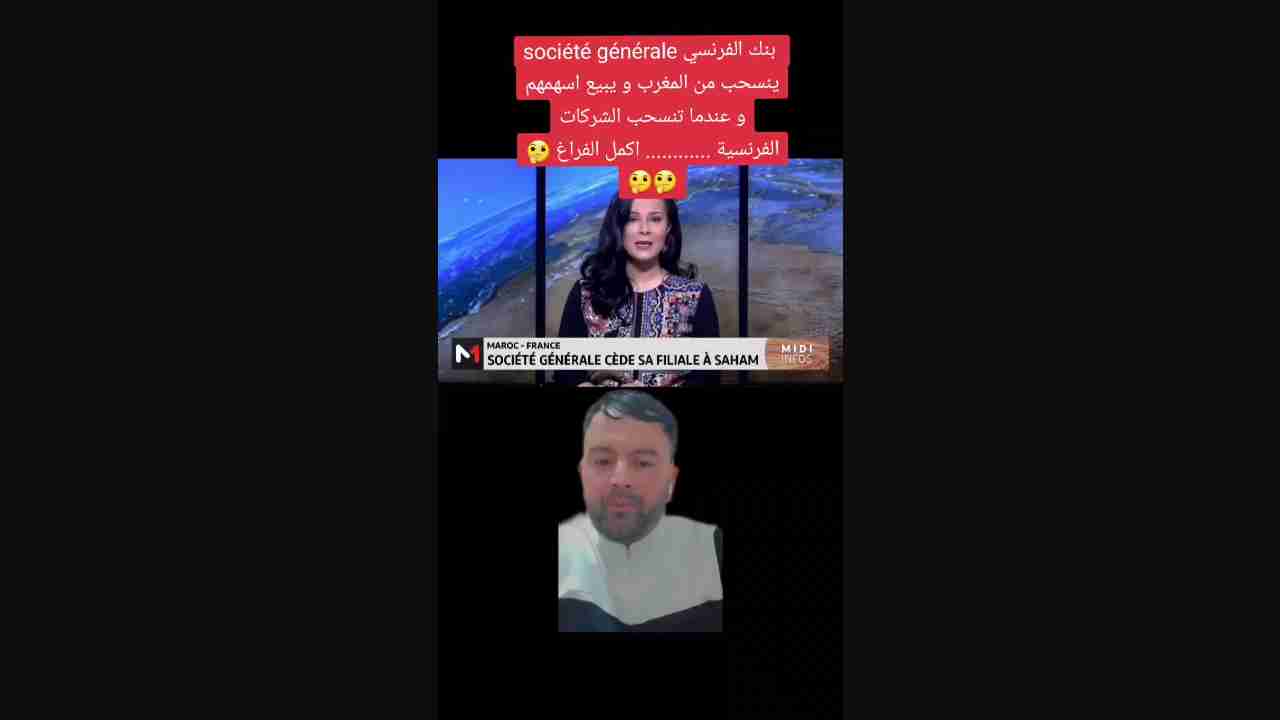 بنك الفرنسي société générale
ينسحب من المغرب و يبيع اسهمهم
و عندما تنسحب الشركات
الفرنسية ............ اكمل الفراغ 🤔
🤔🤔
MAROC - FRANCE
SOCIÉTÉ GÉNÉRALE CÈDE SA FILIALE À SAHAM
MIDI
INFOS